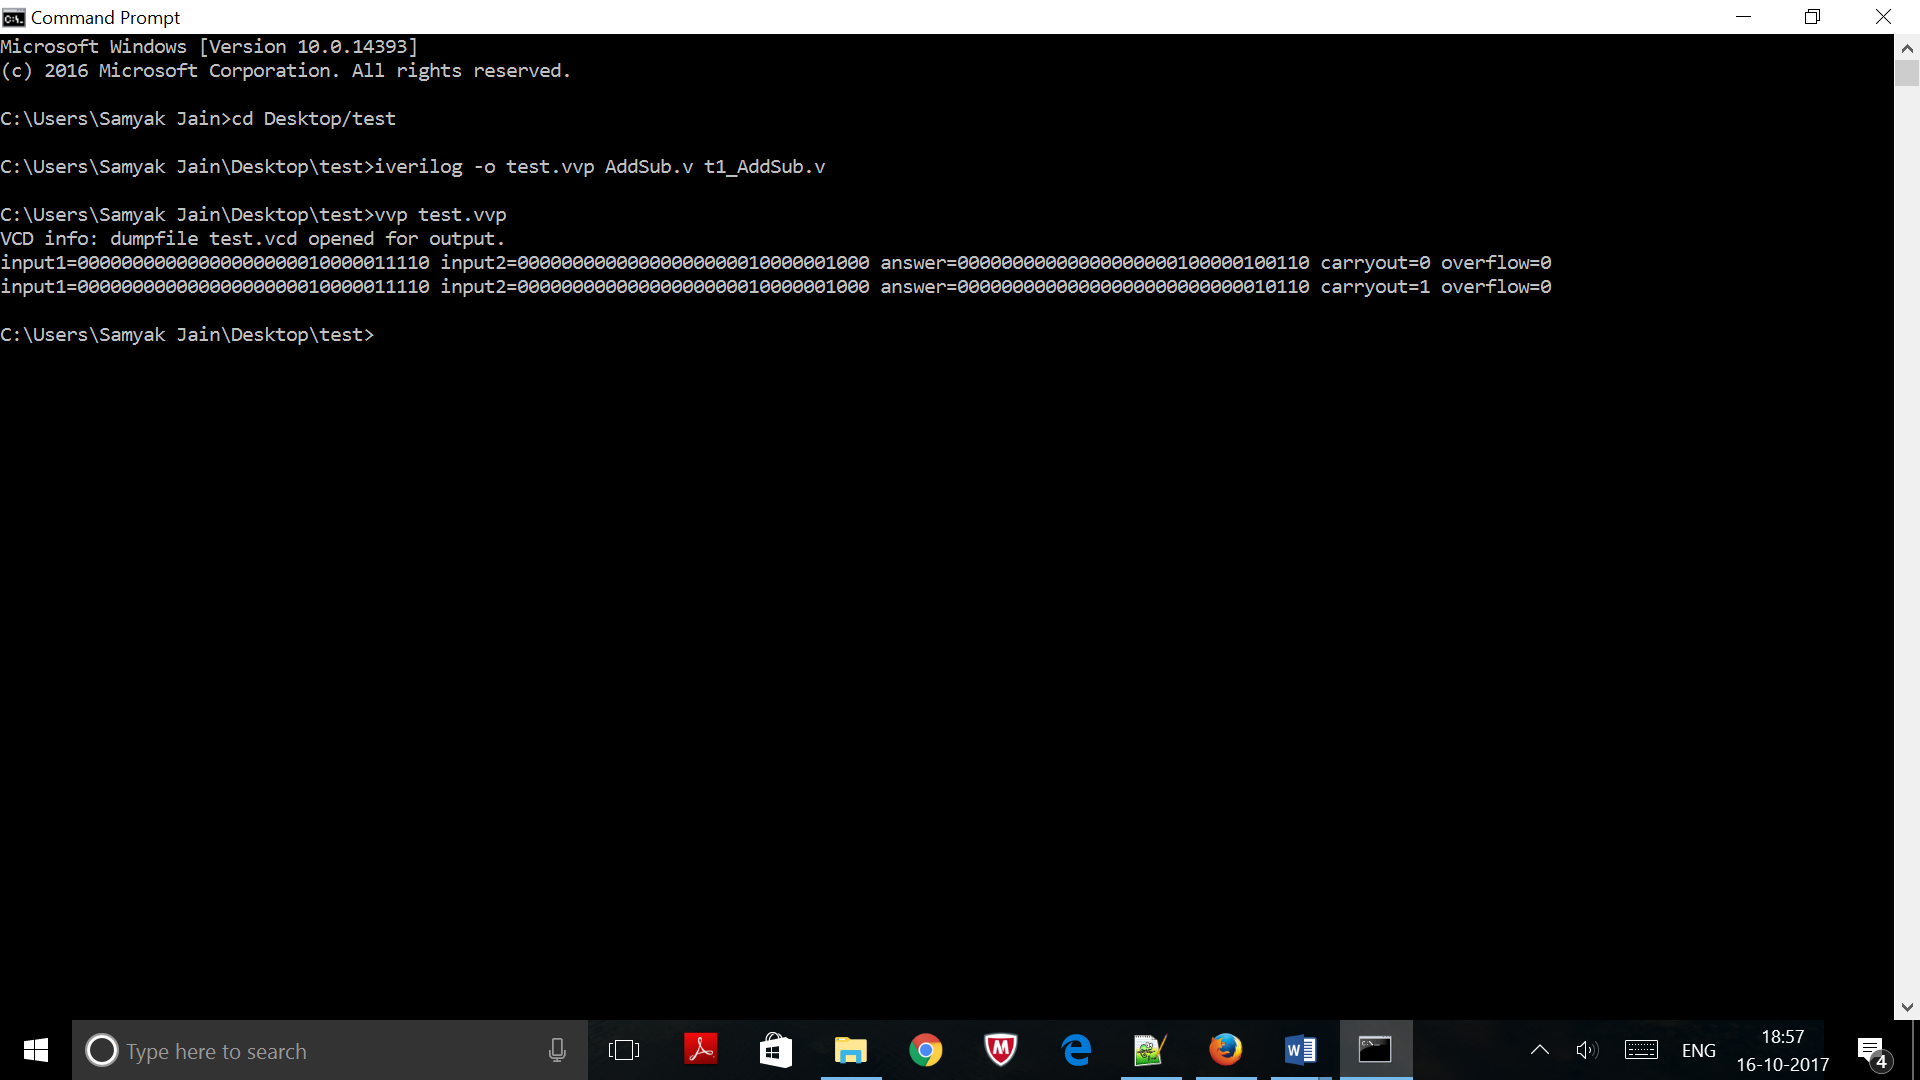 Command Prompt
Microsoft Windows [Version 10.0.14393]
(c) 2016 Microsoft Corporation. All rights reserved.
C:\Users\Samyak Jain>cd Desktop/test
C:\Users\Samyak Jain\Desktop\test>iverilog -o test.vvp AddSub.v t1_AddSub.v
C:\Users\Samyak Jain\Desktop\test>vvp test.vvp
VCD info: dumpfile test.vcd opened for output.
input1=00000000000000000000010000011110 input2=00000000000000000000010000001000 answer=00000000000000000000100000100110 carryout=0 overflow=0
input1=00000000000000000000010000011110 input2=00000000000000000000010000001000 answer=00000000000000000000000000010110 carryout=1 overflow=0
C:\Users\Samyak Jain\Desktop\test>
Type here to search
ENG
18:57
16-10-2017
4